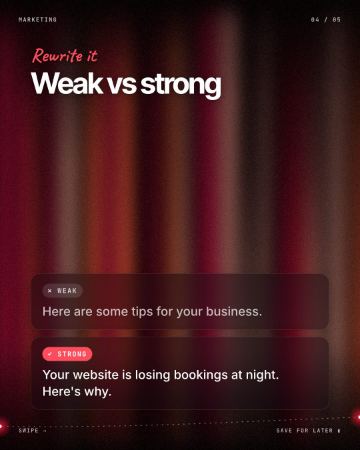 MARKETING
04 / 05
Rewrite it
Weak vs strong
× WEAK
Here are some tips for your business.
✓ STRONG
Your website is losing bookings at night.
Here's why.
SWIPE →
SAVE FOR LATER